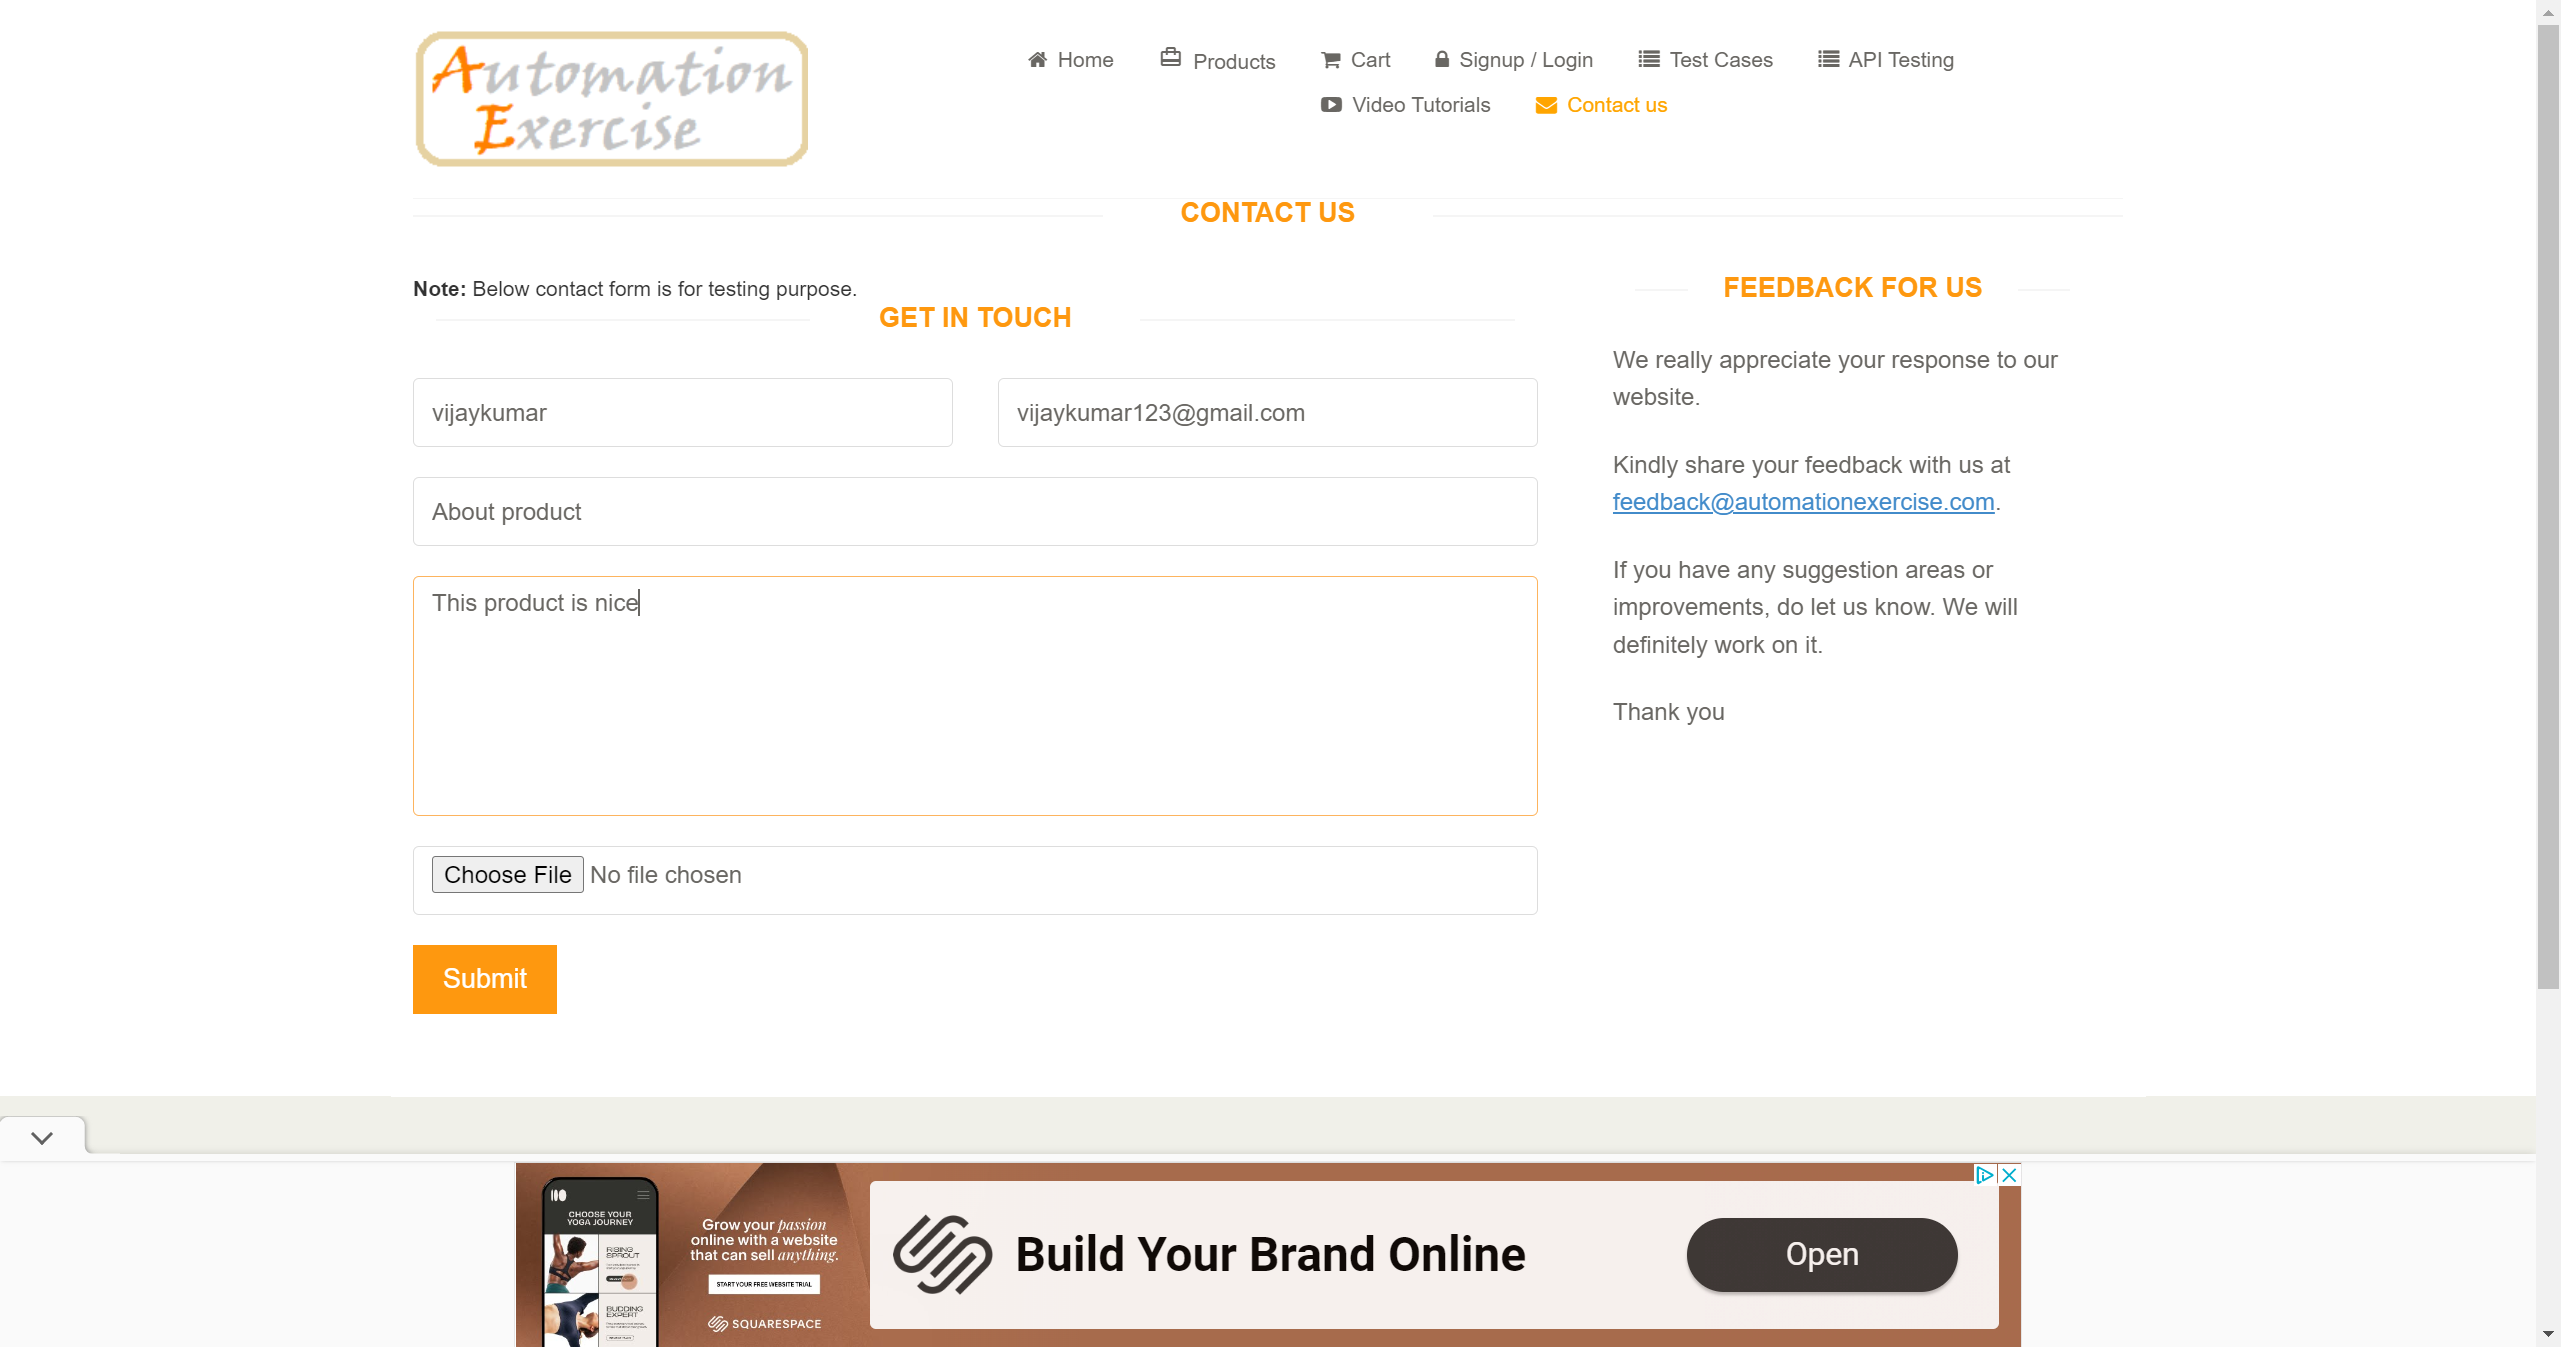 Automation
Exercise
Home
Products
Cart
Signup / Login
Test Cases
API Testing
Video Tutorials
Contact us
CONTACT US
Note: Below contact form is for testing purpose.
GET IN TOUCH
vijaykumar
vijaykumar123@gmail.com
About product
This product is nice
Choose File No file chosen
Submit
FEEDBACK FOR US
We really appreciate your response to our
website.
Kindly share your feedback with us at
feedback@automationexercise.com.
If you have any suggestion areas or
improvements, do let us know. We will
definitely work on it.
Thank you
CHOOSE YOUR
YOGA JOURNEY
RISING
SPROUT
BUDDING
EXPERT
Grow your passion
online with a website
that can sell anything.
START YOUR FREE WEBSITE TRIAL
SQUARESPACE
Build Your Brand Online
Open